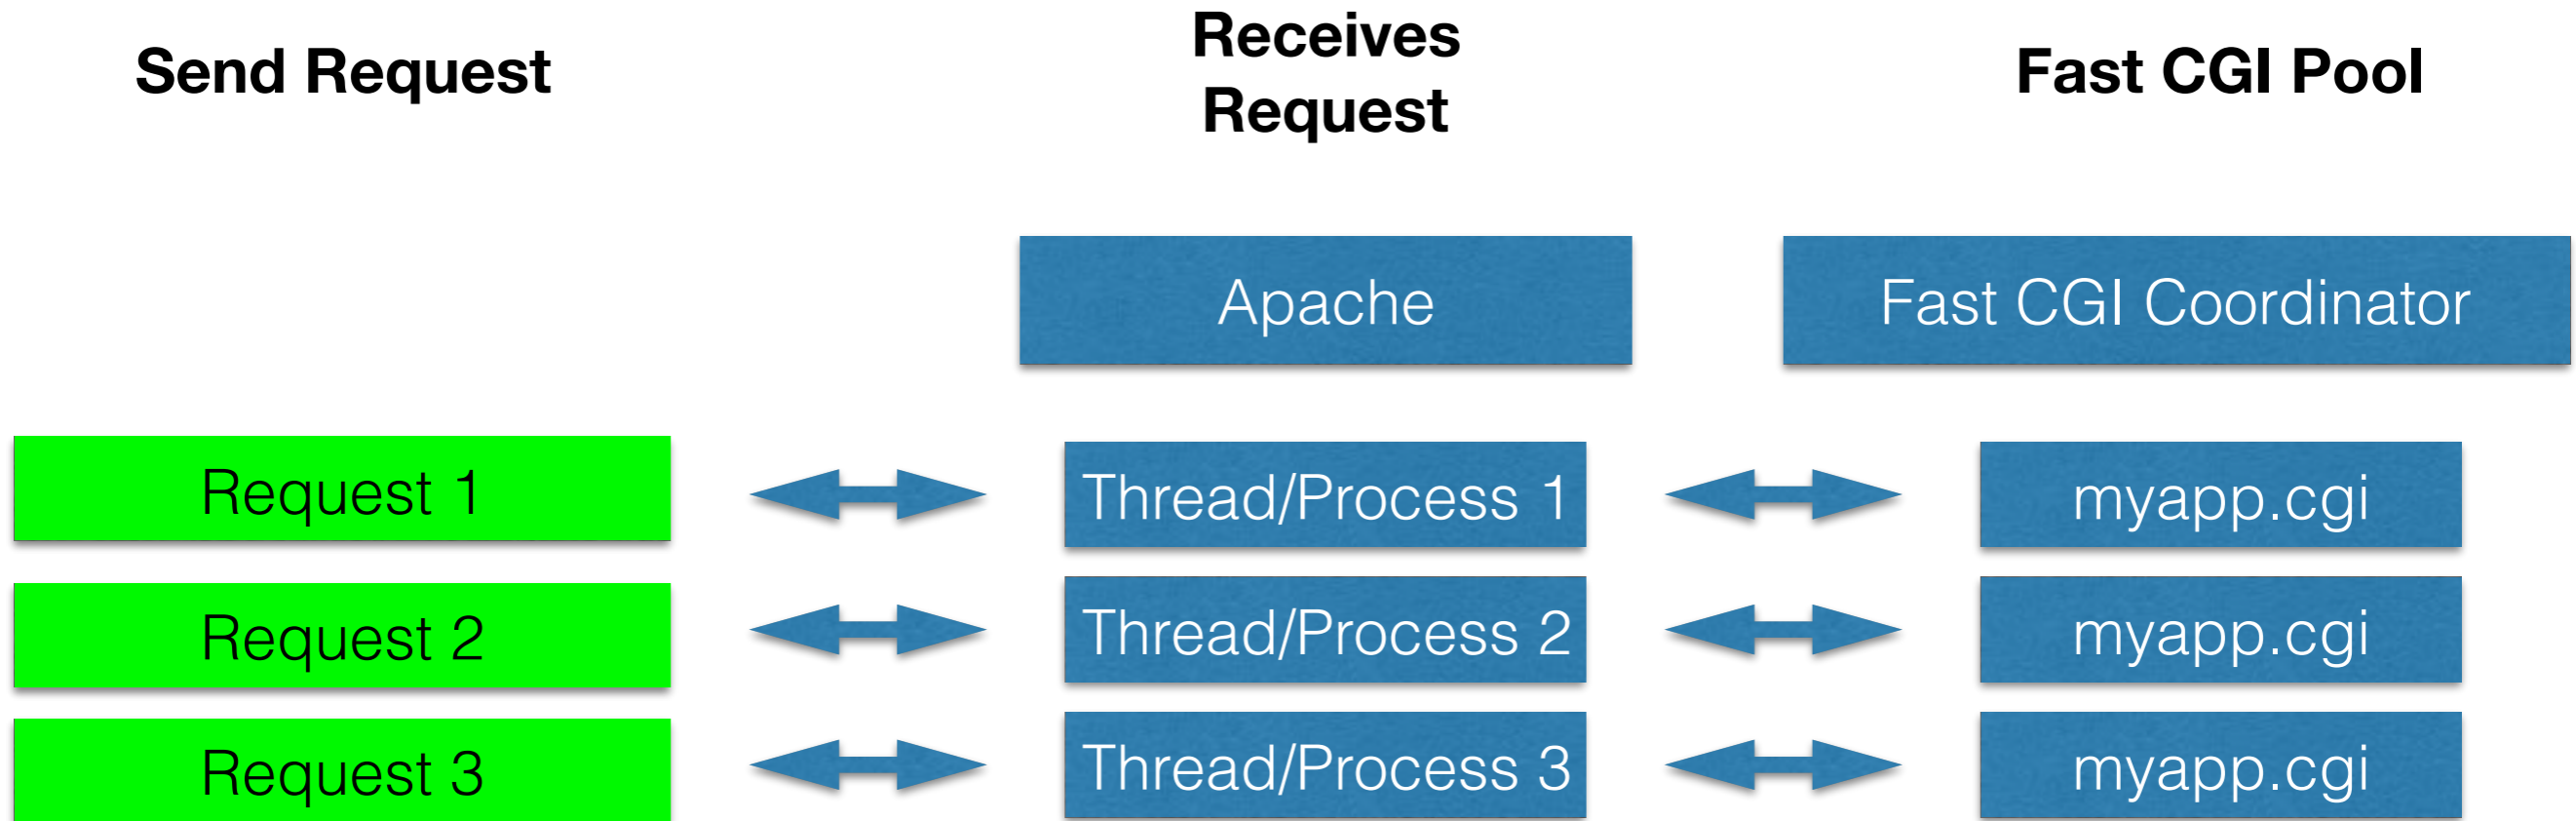 Send Request
Receives
Request
Fast CGI Pool
Apache
Fast CGI Coordinator
Request 1
Thread/Process 1
myapp.cgi
Request 2
Thread/Process 2
myapp.cgi
Request 3
Thread/Process 3
myapp.cgi